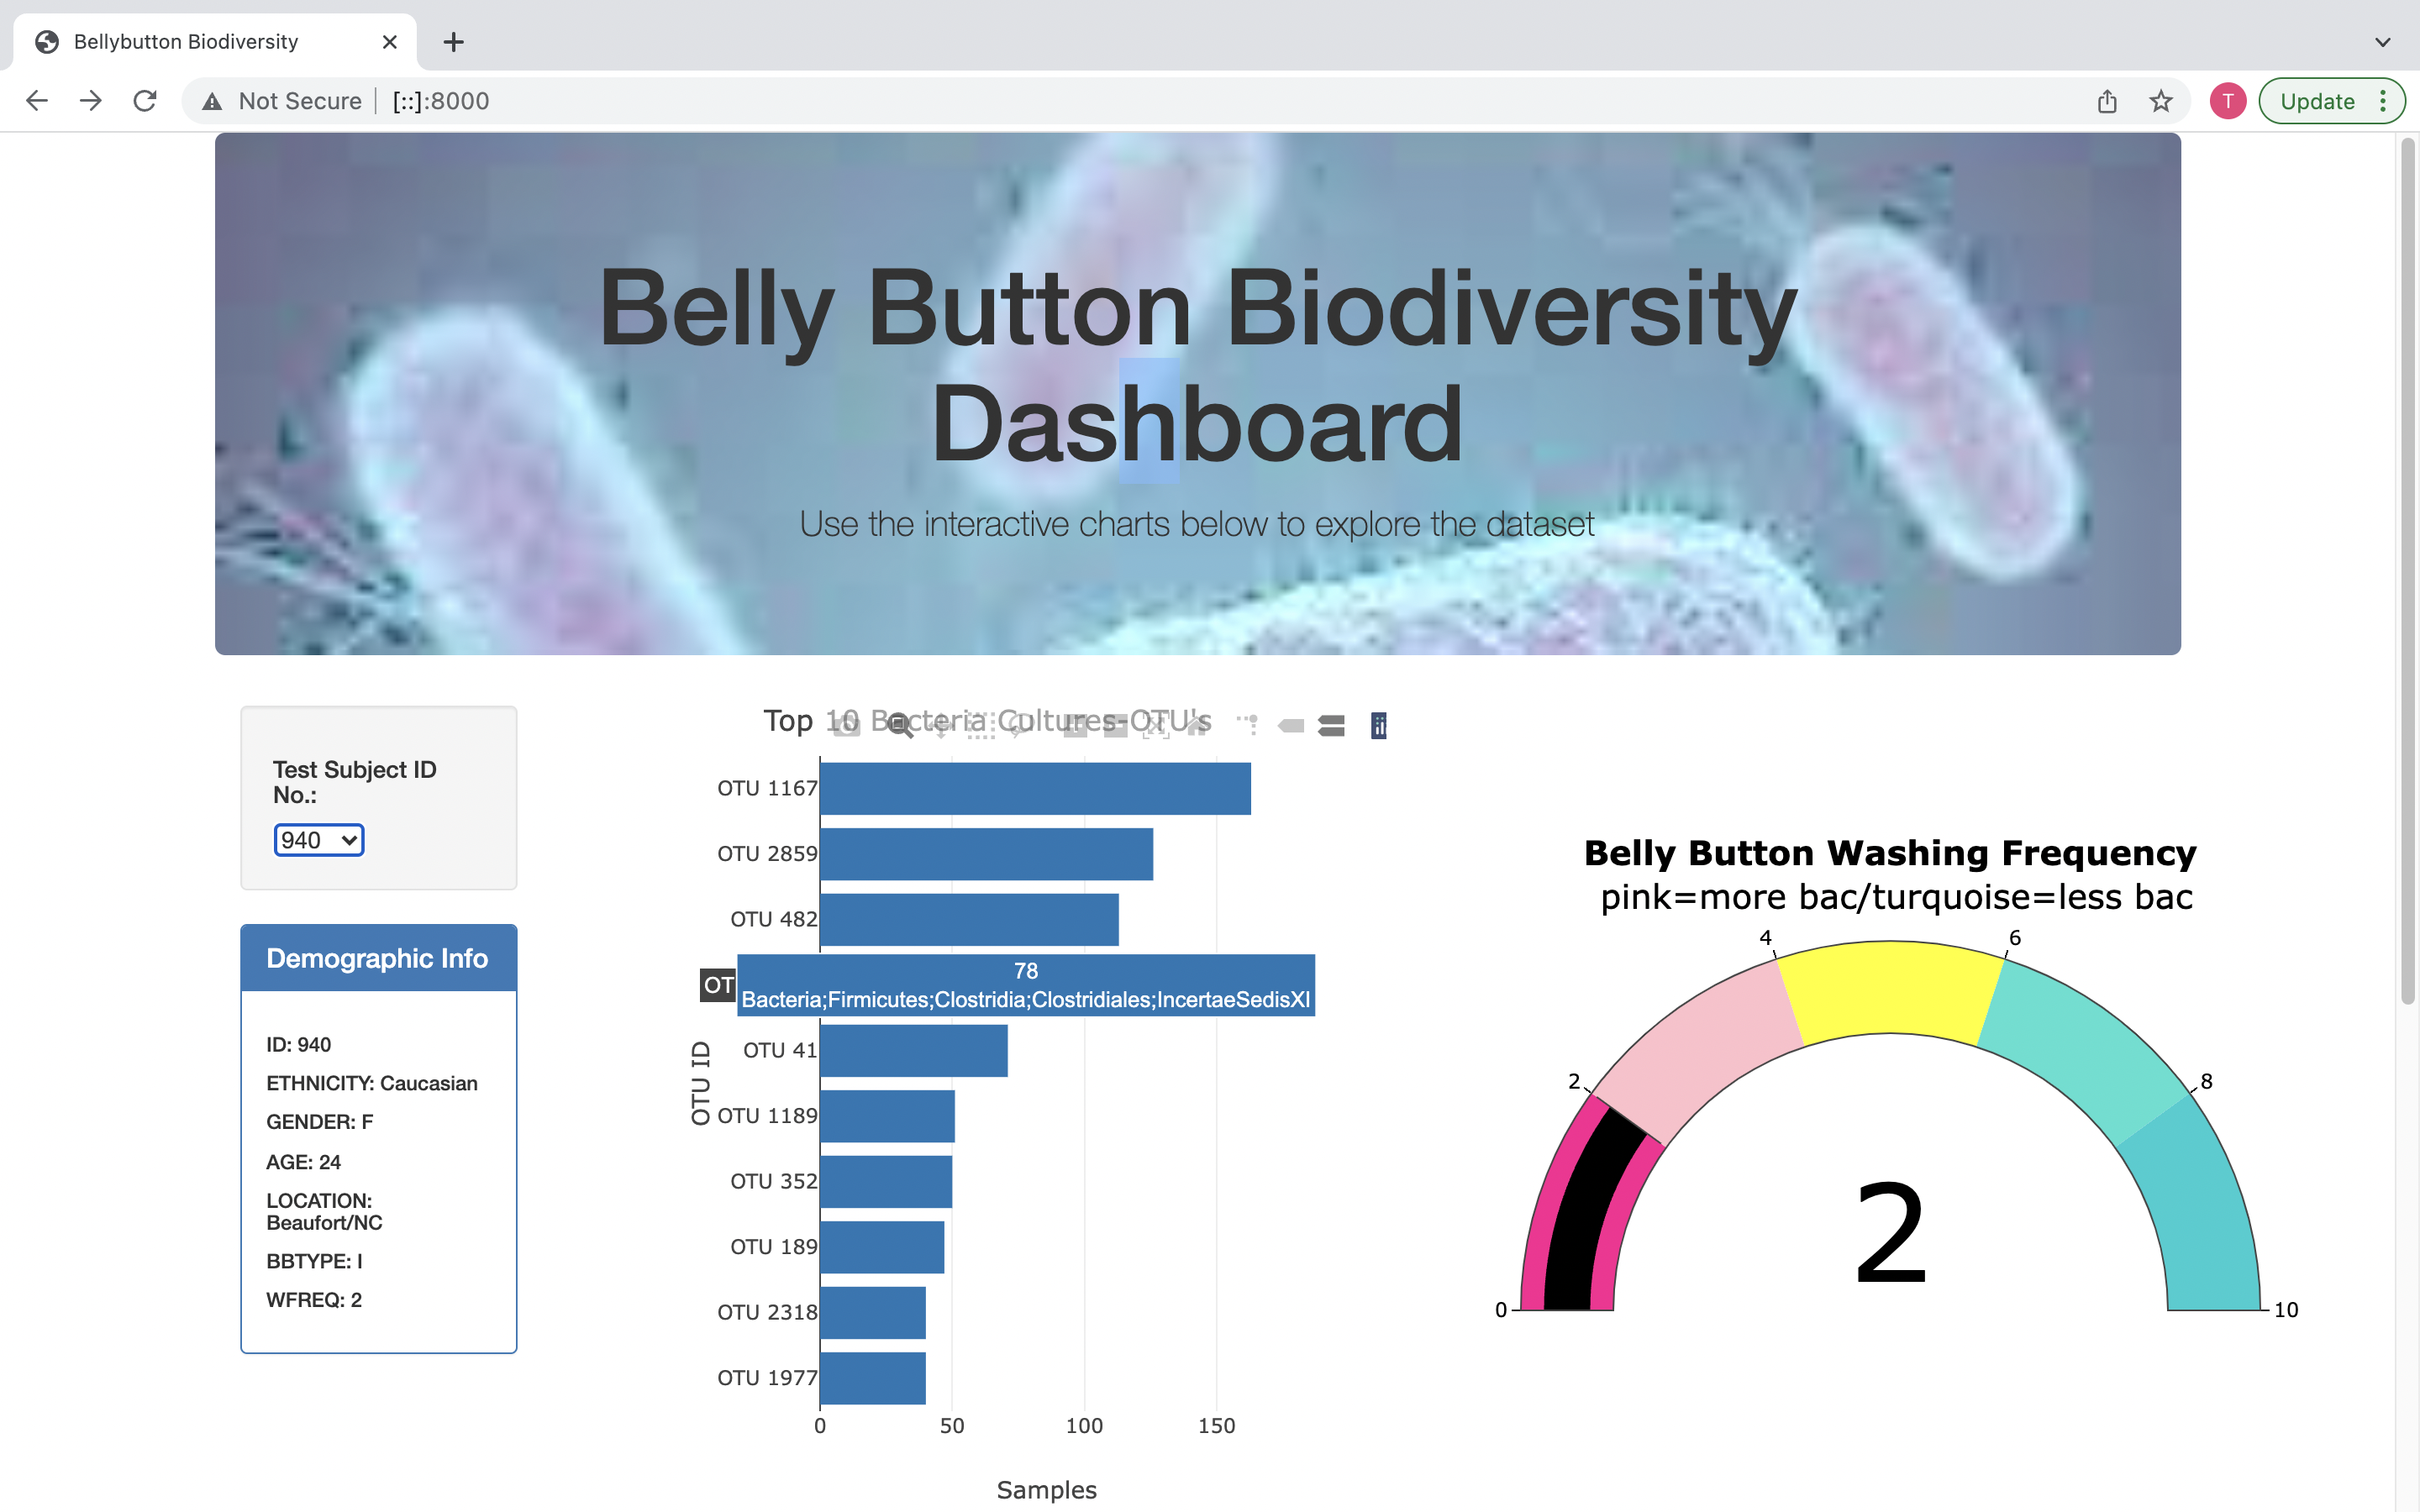 Bellybutton Biodiversity
Not Secure
[::]:8000
T
Update
Belly Button Biodiversity
Dashboard
Use the interactive charts below to explore the dataset
Test Subject ID
No.:
940
Demographic Info
ID: 940
ETHNICITY: Caucasian
GENDER: F
AGE: 24
LOCATION:
Beaufort/NC
BBTYPE: I
WFREQ: 2
Top 10 Bacteria Cultures-OTU's
OTU 1167
OTU 2859
OTU 482
OT
78
Bacteria;Firmicutes;Clostridia;Clostridiales;IncertaeSedisXI
OTU 41
OTU 1189
OTU 352
OTU 189
OTU 2318
OTU 1977
OTU ID
0 50 100 150
Samples
Belly Button Washing Frequency
pink=more bac/turquoise=less bac
0
2
4
6
8
10
2